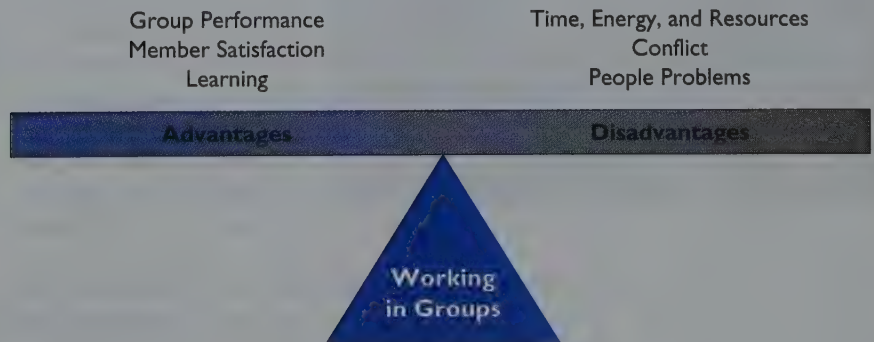 Group Performance
Member Satisfaction
Learning
Time, Energy, and Resources
Conflict
People Problems
Advantages
Disadvantages
Working
in Groups